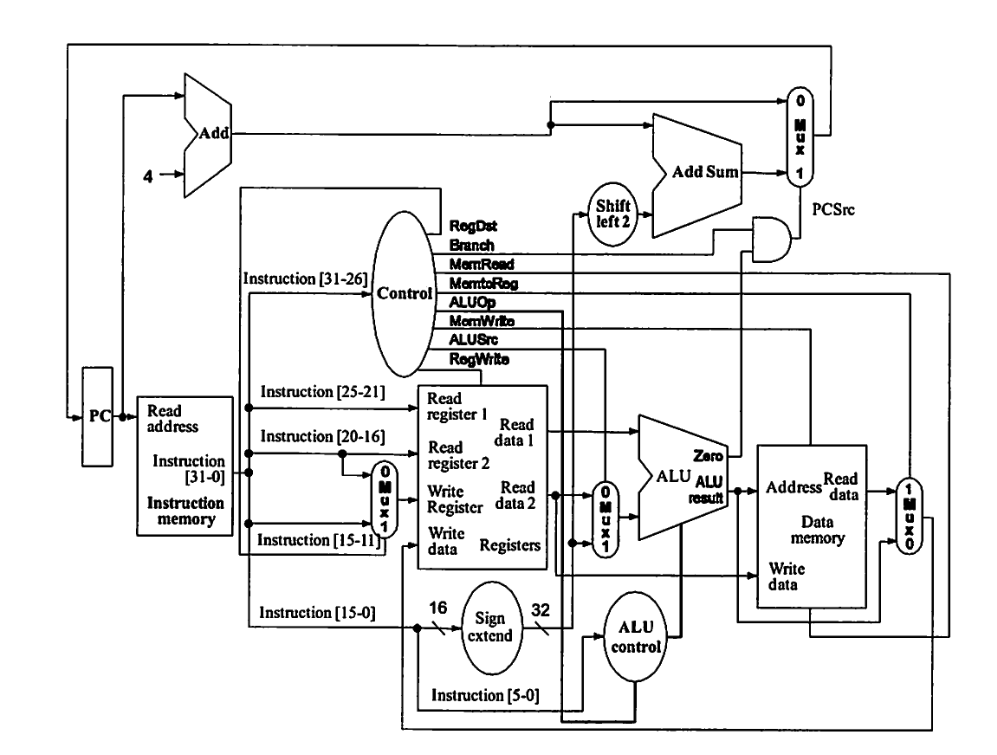 0
Mux
1
Add
4
Add Sum
Shift
left 2
PCSrc
RegDst
Branch
MemRead
MemtoReg
ALUOp
MemWrite
ALUSrc
RegWrite
Instruction [31-26]
Control
PC
Read
address
Instruction
[31-0]
Instruction
memory
Instruction [25-21]
Instruction [20-16]
0
Mux
1
Instruction [15-11]
Read
register 1
Read
register 2
Write
Register
Write
data
Read
data 1
Read
data 2
Registers
0
Mux
1
Zero
ALU
ALU
result
Address
Read
data
Data
memory
Write
data
1
Mux
0
Instruction [15-0]
16
Sign
extend
32
ALU
control
Instruction [5-0]